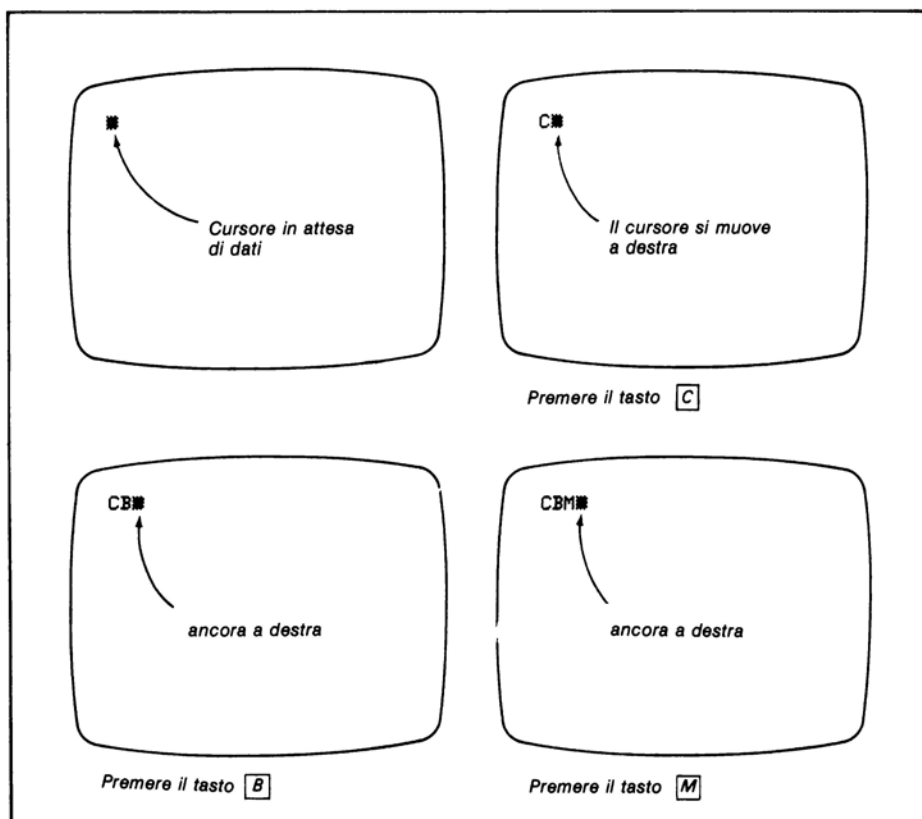 C
Cursore in attesa
di dati
Il cursore si muove
a destra
Premere il tasto C
CB
CBM
ancora a destra
ancora a destra
Premere il tasto B
Premere il tasto M